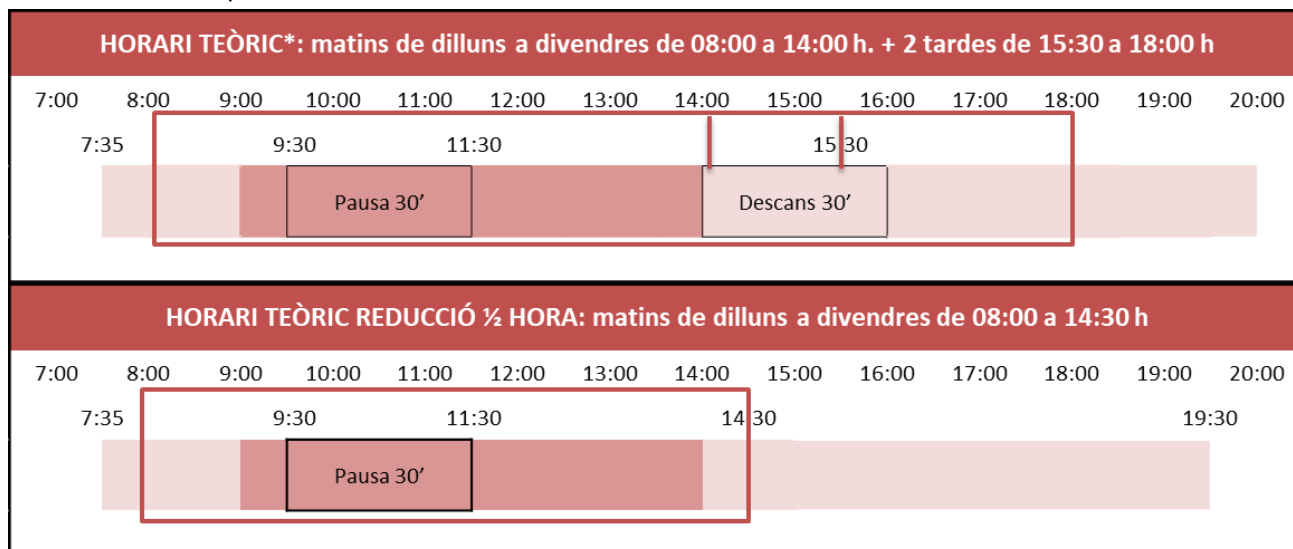 HORARI TEÒRIC*: matins de dilluns a divendres de 08:00 a 14:00 h. + 2 tardes de 15:30 a 18:00 h
7:00 8:00 9:00 10:00 11:00 12:00 13:00 14:00 15:00 16:00 17:00 18:00 19:00 20:00
7:35 9:30 11:30 15:30
Pausa 30’ Descans 30’
HORARI TEÒRIC REDUCCIÓ ½ HORA: matins de dilluns a divendres de 08:00 a 14:30 h
7:00 8:00 9:00 10:00 11:00 12:00 13:00 14:00 15:00 16:00 17:00 18:00 19:00 20:00
7:35 9:30 11:30 14:30 19:30
Pausa 30’